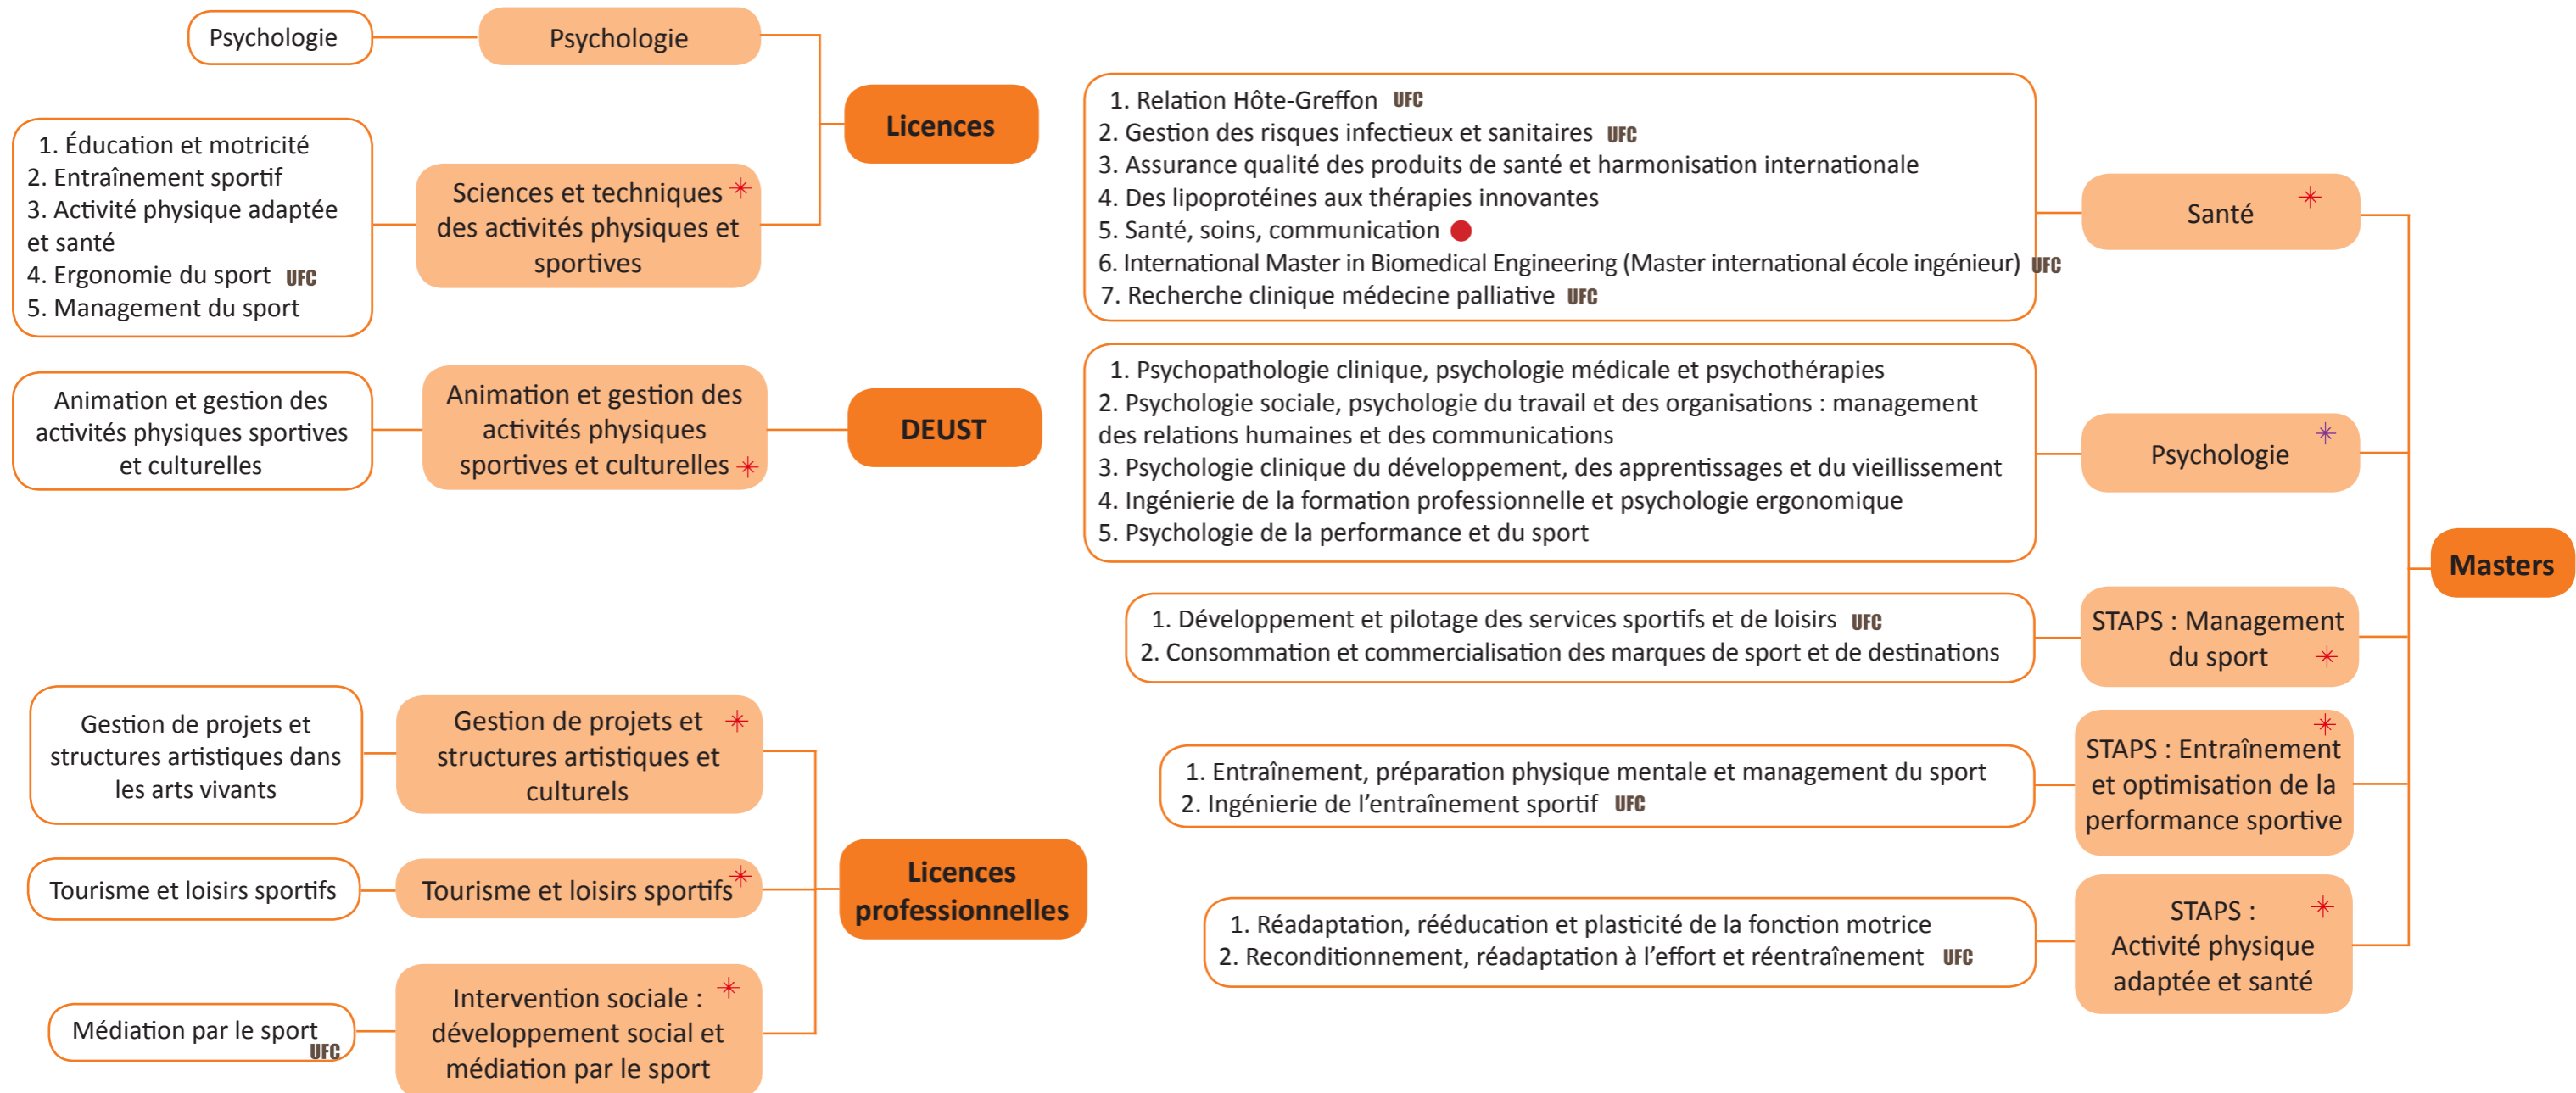 Psychologie
Psychologie
Licences
1. Éducation et motricité
2. Entraînement sportif
3. Activité physique adaptée
et santé
4. Ergonomie du sport UFC
5. Management du sport
Sciences et techniques
des activités physiques et
sportives
Animation et gestion des
activités physiques sportives
et culturelles
Animation et gestion des
activités physiques
sportives et culturelles
DEUST
Gestion de projets et
structures artistiques dans
les arts vivants
Gestion de projets et
structures artistiques et
culturels
Tourisme et loisirs sportifs
Tourisme et loisirs sportifs
Licences
professionnelles
Médiation par le sport
UFC
Intervention sociale :
développement social et
médiation par le sport
1. Relation Hôte-Greffon UFC
2. Gestion des risques infectieux et sanitaires UFC
3. Assurance qualité des produits de santé et harmonisation internationale
4. Des lipoprotéines aux thérapies innovantes
5. Santé, soins, communication
6. International Master in Biomedical Engineering (Master international école ingénieur) UFC
7. Recherche clinique médecine palliative UFC
Santé
1. Psychopathologie clinique, psychologie médicale et psychothérapies
2. Psychologie sociale, psychologie du travail et des organisations : management
des relations humaines et des communications
3. Psychologie clinique du développement, des apprentissages et du vieillissement
4. Ingénierie de la formation professionnelle et psychologie ergonomique
5. Psychologie de la performance et du sport
Psychologie
Masters
1. Développement et pilotage des services sportifs et de loisirs UFC
2. Consommation et commercialisation des marques de sport et de destinations
STAPS : Management
du sport
1. Entraînement, préparation physique mentale et management du sport
2. Ingénierie de l'entraînement sportif UFC
STAPS : Entraînement
et optimisation de la
performance sportive
1. Réadaptation, rééducation et plasticité de la fonction motrice
2. Reconditionnement, réadaptation à l'effort et réentraînement UFC
STAPS :
Activité physique
adaptée et santé